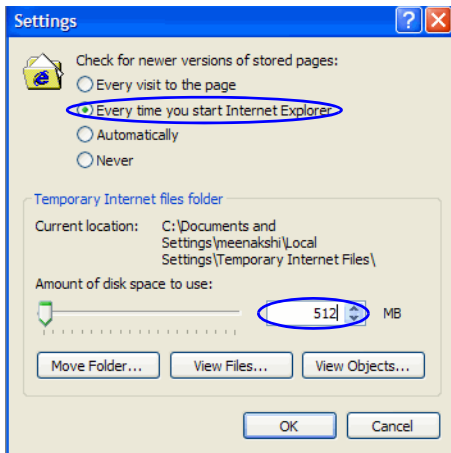 Settings
Check for newer versions of stored pages:
Every visit to the page
Every time you start Internet Explorer
Automatically
Never
Temporary Internet files folder
Current location: C:\Documents and
Settings\meenakshi\Local
Settings\Temporary Internet Files\
Amount of disk space to use:
512 MB
Move Folder... View Files... View Objects...
OK Cancel